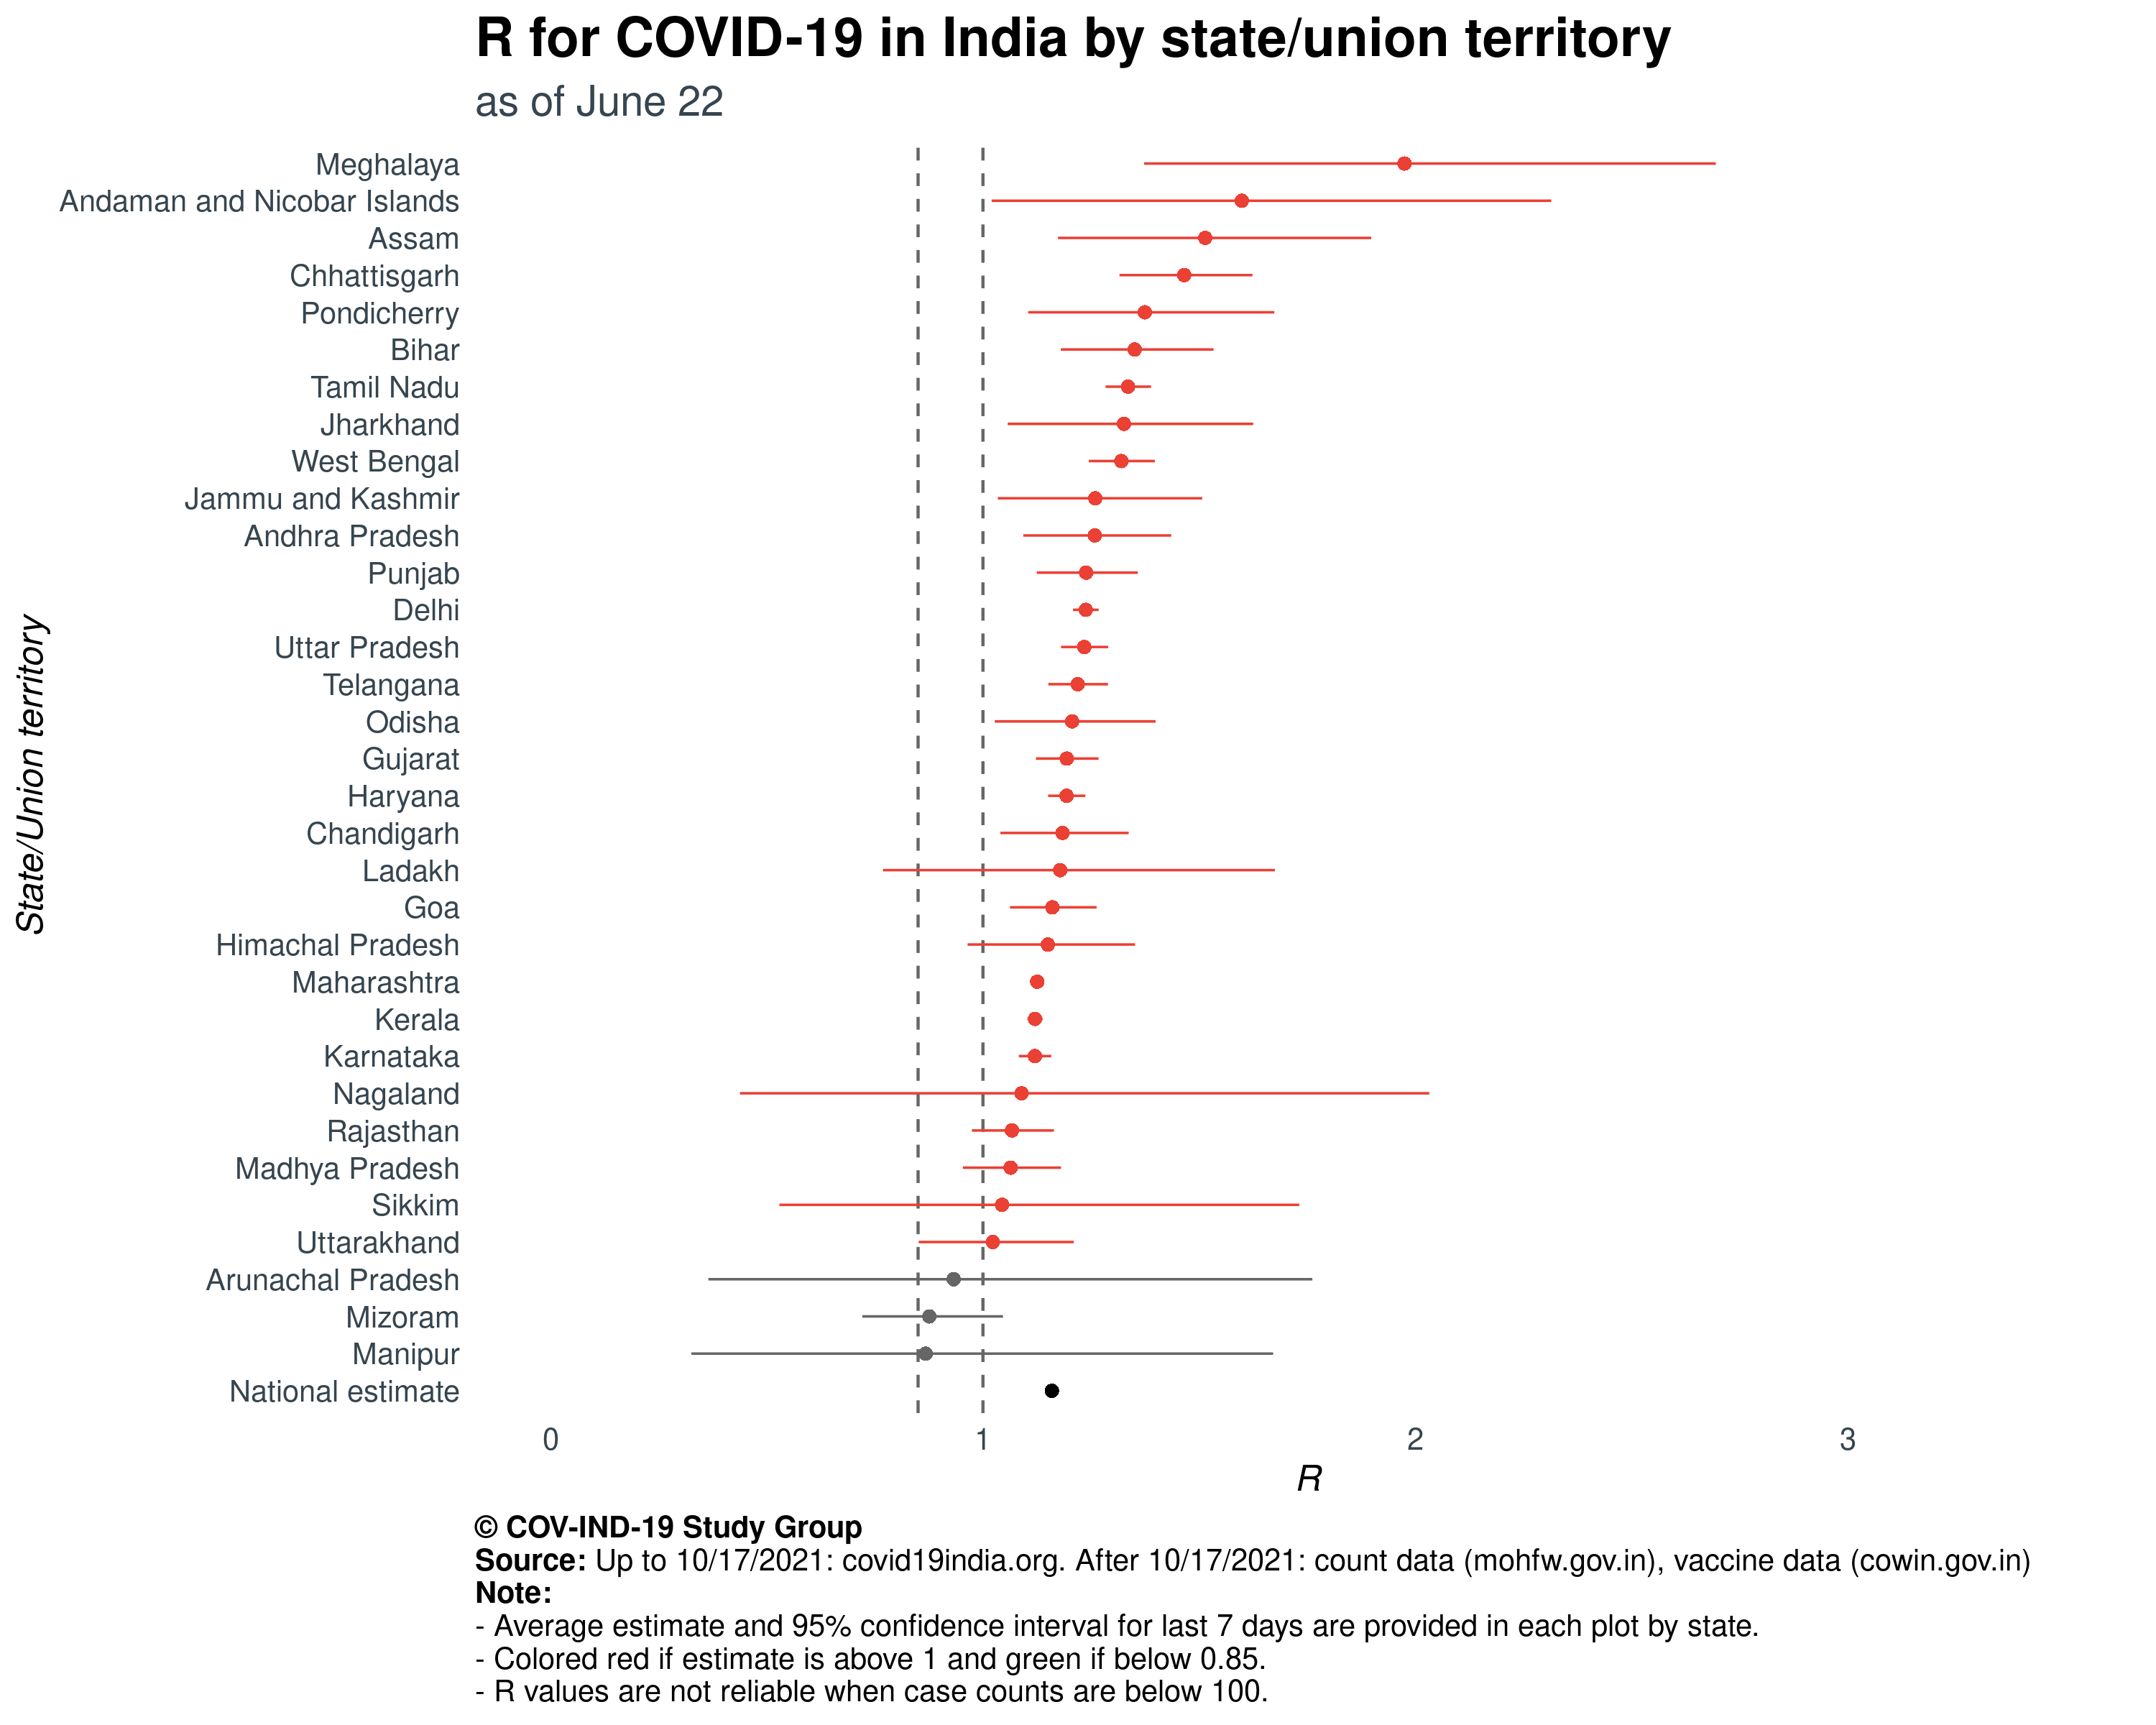 R for COVID-19 in India by state/union territory
as of June 22
State/Union territory
Meghalaya
Andaman and Nicobar Islands
Assam
Chhattisgarh
Pondicherry
Bihar
Tamil Nadu
Jharkhand
West Bengal
Jammu and Kashmir
Andhra Pradesh
Punjab
Delhi
Uttar Pradesh
Telangana
Odisha
Gujarat
Haryana
Chandigarh
Ladakh
Goa
Himachal Pradesh
Maharashtra
Kerala
Karnataka
Nagaland
Rajasthan
Madhya Pradesh
Sikkim
Uttarakhand
Arunachal Pradesh
Mizoram
Manipur
National estimate
0 1 2 3
R
© COV-IND-19 Study Group
Source: Up to 10/17/2021: covid19india.org. After 10/17/2021: count data (mohfw.gov.in), vaccine data (cowin.gov.in)
Note:
- Average estimate and 95% confidence interval for last 7 days are provided in each plot by state.
- Colored red if estimate is above 1 and green if below 0.85.
- R values are not reliable when case counts are below 100.